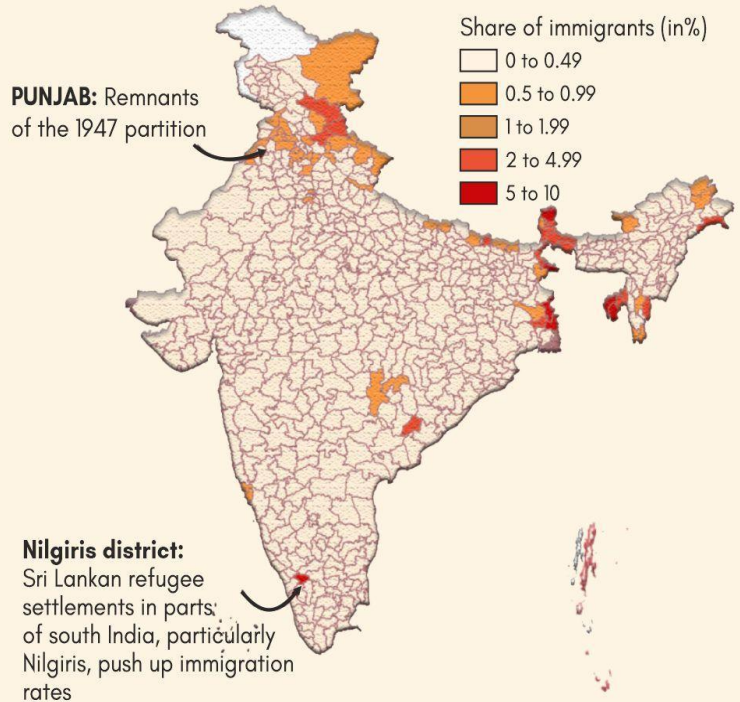 Share of immigrants (in%)
0 to 0.49
0.5 to 0.99
1 to 1.99
2 to 4.99
5 to 10
PUNJAB: Remnants
of the 1947 partition
Nilgiris district:
Sri Lankan refugee
settlements in parts
of south India, particularly
Nilgiris, push up immigration
rates